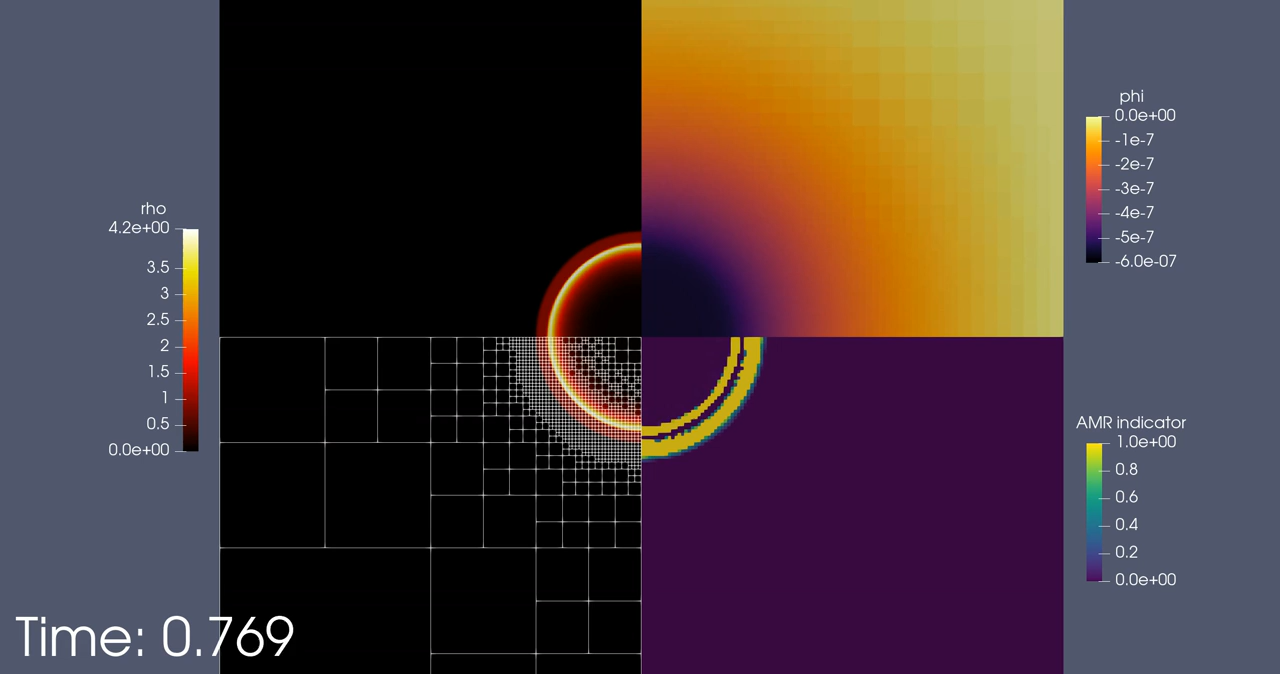 rho
4.2e+00
3.5
3
2.5
2
1.5
1
0.5
0.0e+00
phi
0.0e+00
-1e-7
-2e-7
-3e-7
-4e-7
-5e-7
-6.0e-07
AMR indicator
1.0e+00
0.8
0.6
0.4
0.2
0.0e+00
Time: 0.769